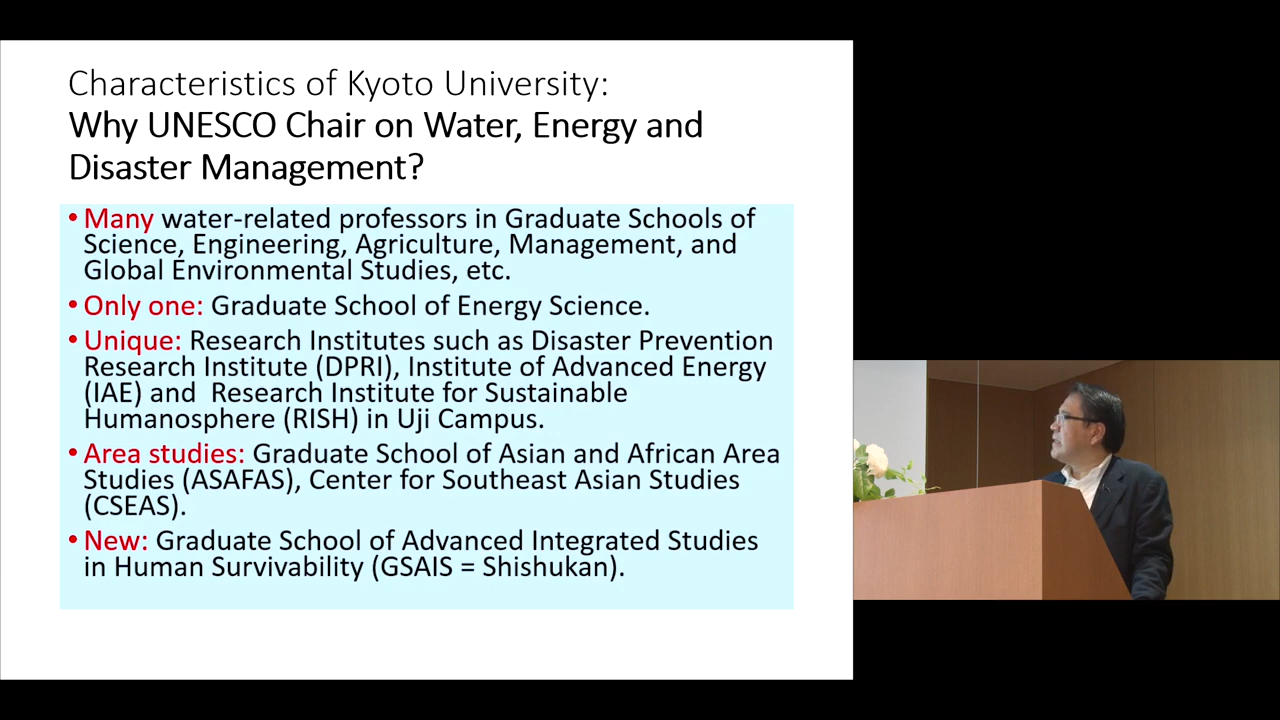 Characteristics of Kyoto University:
Why UNESCO Chair on Water, Energy and
Disaster Management?
• Many water-related professors in Graduate Schools of
Science, Engineering, Agriculture, Management, and
Global Environmental Studies, etc.
• Only one: Graduate School of Energy Science.
• Unique: Research Institutes such as Disaster Prevention
Research Institute (DPRI), Institute of Advanced Energy
(IAE) and  Research Institute for Sustainable
Humanosphere (RISH) in Uji Campus.
• Area studies: Graduate School of Asian and African Area
Studies (ASAFAS), Center for Southeast Asian Studies
(CSEAS).
• New: Graduate School of Advanced Integrated Studies
in Human Survivability (GSAIS = Shishukan).